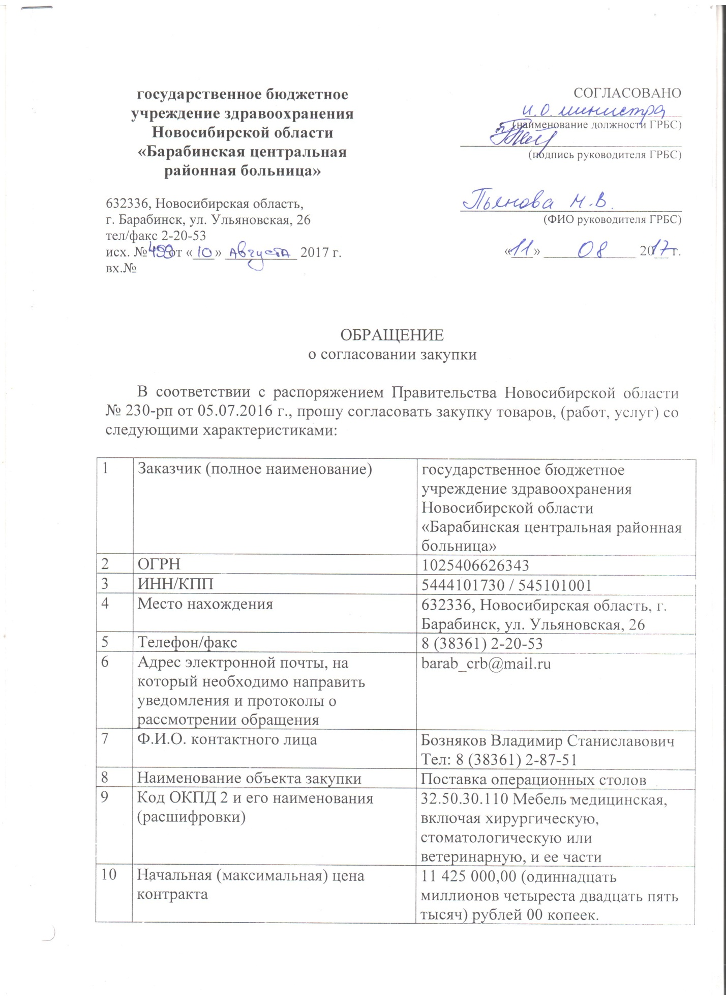 государственное бюджетное
учреждение здравоохранения
Новосибирской области
«Барабинская центральная
районная больница»
632336, Новосибирская область,
г. Барабинск, ул. Ульяновская, 26
тел/факс 2-20-53
исх. № 499 от «10» Августа 2017 г.
вх.№
СОГЛАСОВАНО
и.о. министра
(наименование должности ГРБС)
(подпись руководителя ГРБС)
Пьянова Н.В.
(ФИО руководителя ГРБС)
«11» 08 2017 г.
ОБРАЩЕНИЕ
о согласовании закупки
В соответствии с распоряжением Правительства Новосибирской области
№ 230-рп от 05.07.2016 г., прошу согласовать закупку товаров, (работ, услуг) со
следующими характеристиками:
1 Заказчик (полное наименование) государственное бюджетное
учреждение здравоохранения
Новосибирской области
«Барабинская центральная районная
больница»
2 ОГРН 1025406626343
3 ИНН/КПП 5444101730 / 545101001
4 Место нахождения 632336, Новосибирская область, г.
Барабинск, ул. Ульяновская, 26
5 Телефон/факс 8 (38361) 2-20-53
6 Адрес электронной почты, на barab_crb@mail.ru
который необходимо направить
уведомления и протоколы о
рассмотрении обращения
7 Ф.И.О. контактного лица Бозняков Владимир Станиславович
Тел: 8 (38361) 2-87-51
8 Наименование объекта закупки Поставка операционных столов
9 Код ОКПД 2 и его наименования 32.50.30.110 Мебель медицинская,
(расшифровки) включая хирургическую,
стоматологическую или
ветеринарную, и ее части
10 Начальная (максимальная) цена 11 425 000,00 (одиннадцать
контракта миллионов четыреста двадцать пять
тысяч) рублей 00 копеек.